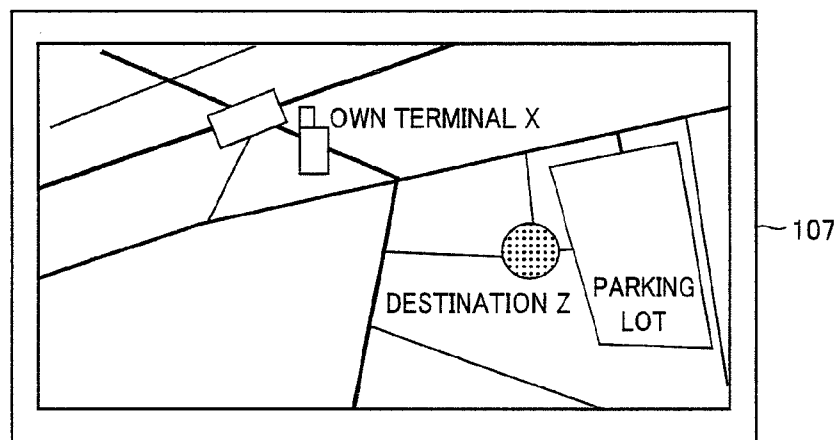 OWN TERMINAL X
107
DESTINATION Z
PARKING
LOT